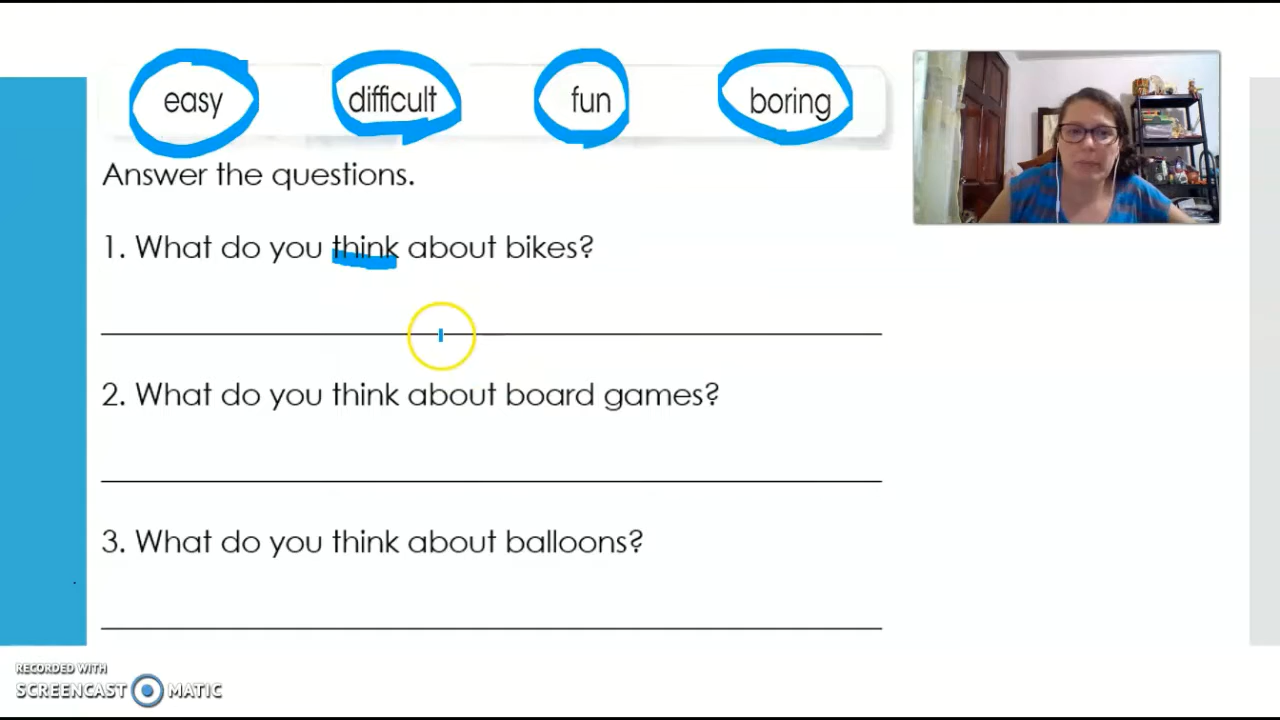 easy difficult fun boring
Answer the questions.
1. What do you think about bikes?
2. What do you think about board games?
3. What do you think about balloons?
RECORDED WITH
SCREENCAST MATIC